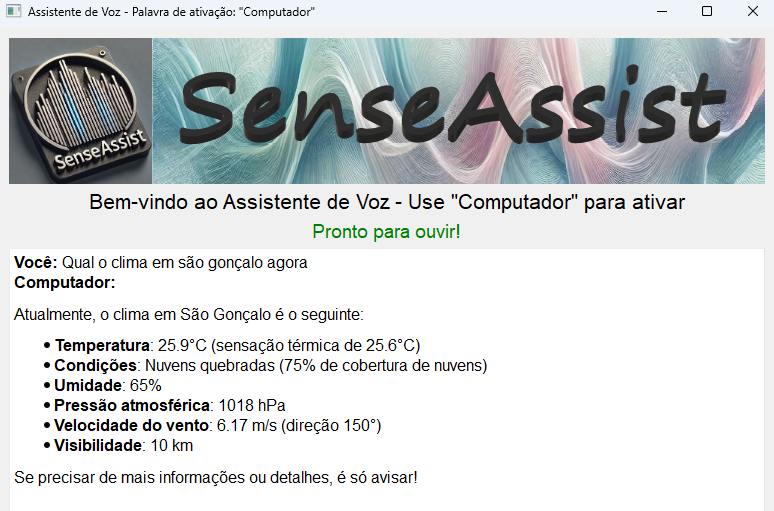 Assistente de Voz - Palavra de ativação: "Computador"
SenseAssist
SenseAssist
Bem-vindo ao Assistente de Voz - Use "Computador" para ativar
Pronto para ouvir!
Você: Qual o clima em são gonçalo agora
Computador:
Atualmente, o clima em São Gonçalo é o seguinte:
• Temperatura: 25.9°C (sensação térmica de 25.6°C)
• Condições: Nuvens quebradas (75% de cobertura de nuvens)
• Umidade: 65%
• Pressão atmosférica: 1018 hPa
• Velocidade do vento: 6.17 m/s (direção 150°)
• Visibilidade: 10 km
Se precisar de mais informações ou detalhes, é só avisar!